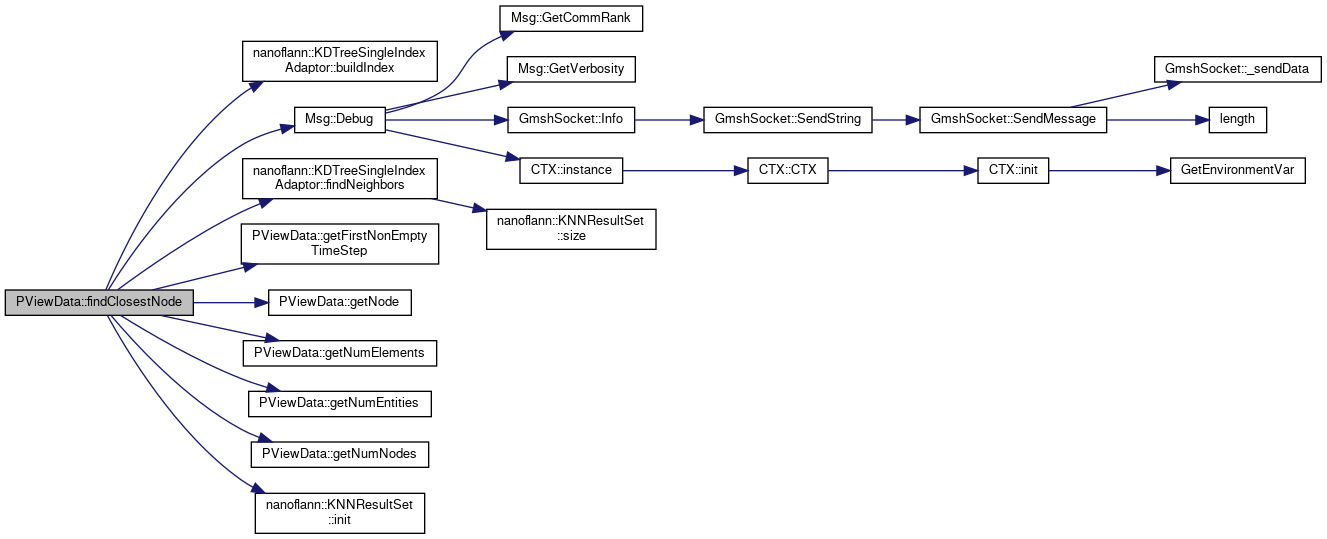 PViewData::findClosestNode
nanoflann::KDTreeSingleIndex
Adaptor::buildIndex
Msg::Debug
Msg::GetCommRank
Msg::GetVerbosity
GmshSocket::Info
GmshSocket::SendString
GmshSocket::SendMessage
GmshSocket::_sendData
length
CTX::instance
CTX::CTX
CTX::init
GetEnvironmentVar
nanoflann::KDTreeSingleIndex
Adaptor::findNeighbors
nanoflann::KNNResultSet
::size
PViewData::getFirstNonEmpty
TimeStep
PViewData::getNode
PViewData::getNumElements
PViewData::getNumEntities
PViewData::getNumNodes
nanoflann::KNNResultSet
::init